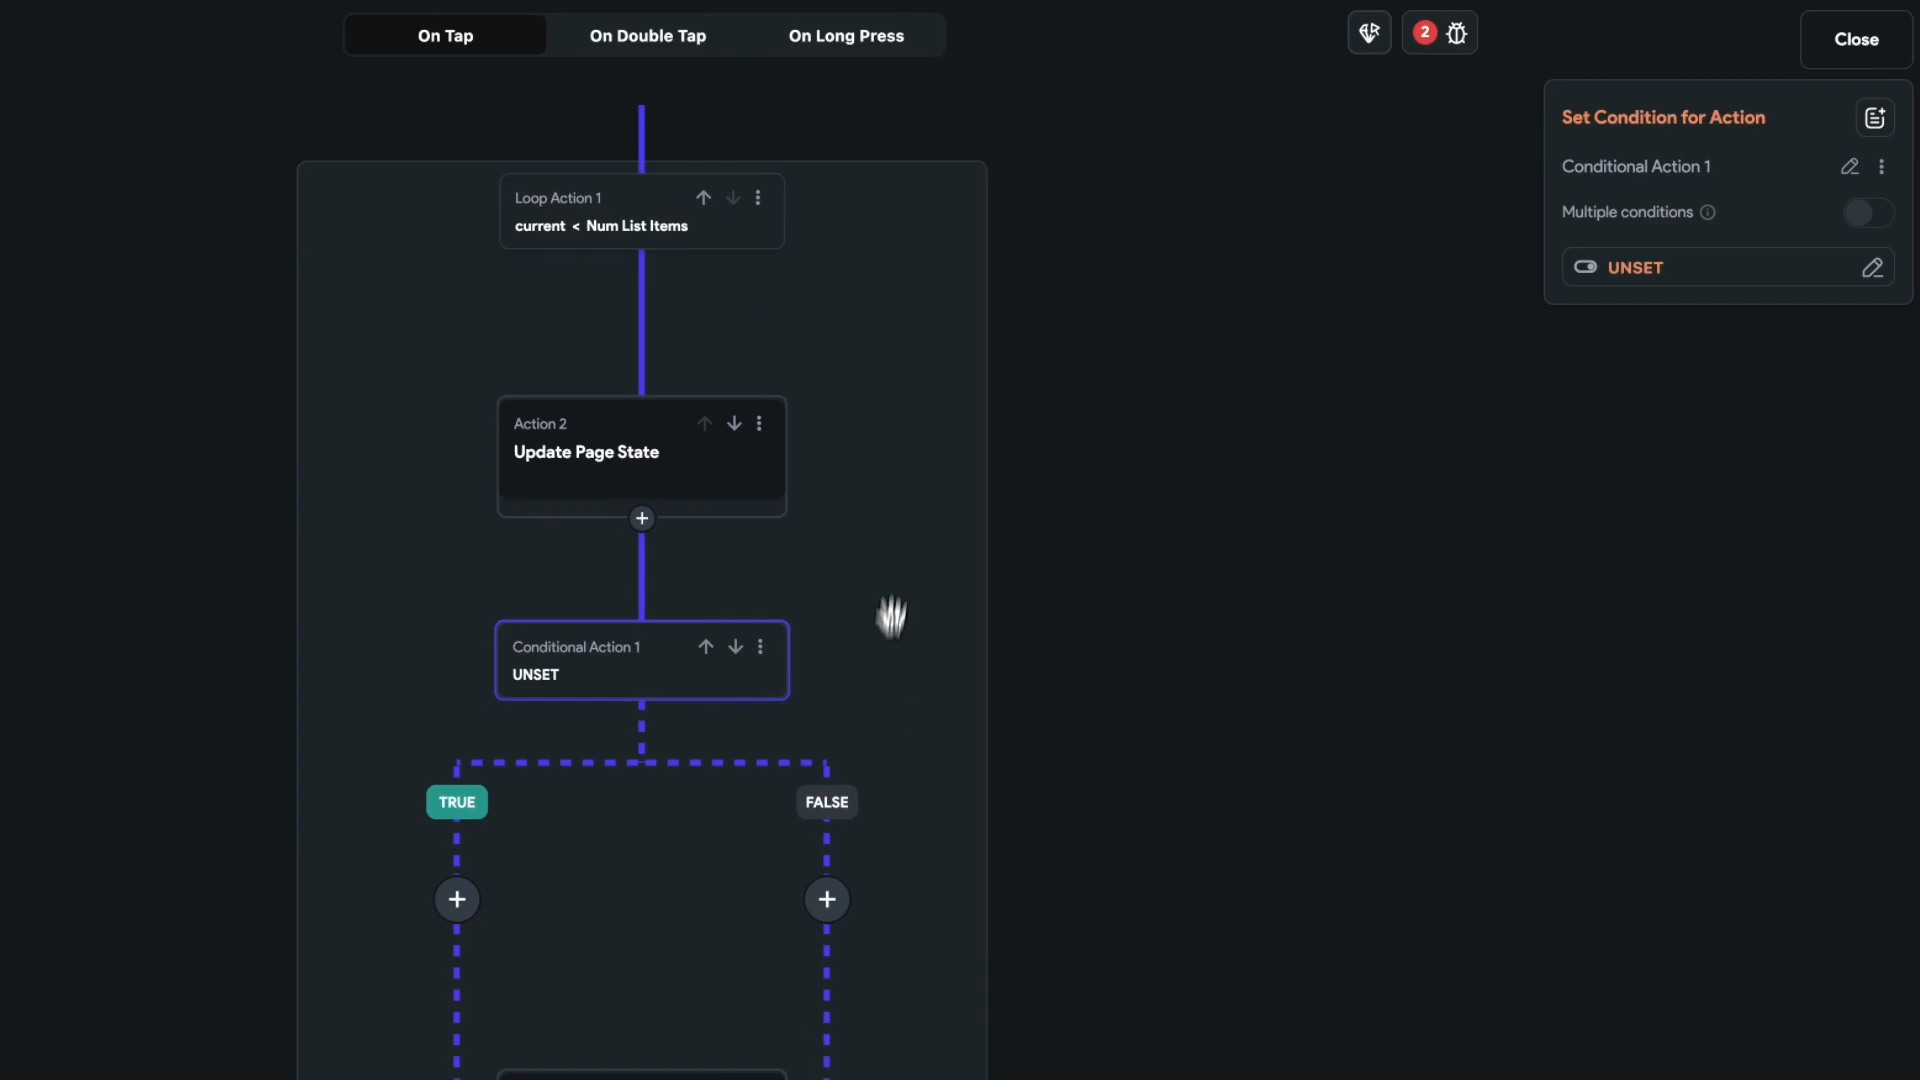 On Tap
On Double Tap
On Long Press
2
Close
Set Condition for Action
Conditional Action 1
Multiple conditions
UNSET
Loop Action 1
current < Num List Items
Action 2
Update Page State
Conditional Action 1
UNSET
TRUE
FALSE